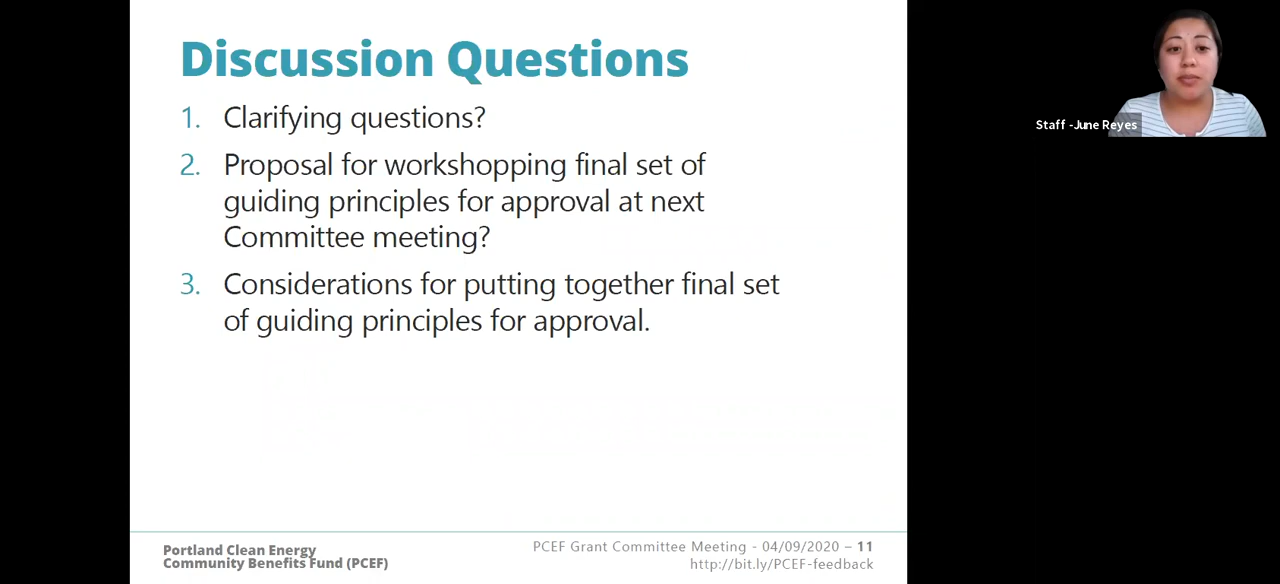 Discussion Questions
1. Clarifying questions?
2. Proposal for workshopping final set of
guiding principles for approval at next
Committee meeting?
3. Considerations for putting together final set
of guiding principles for approval.
Staff -June Reyes
Portland Clean Energy
Community Benefits Fund (PCEF)
PCEF Grant Committee Meeting - 04/09/2020 – 11
http://bit.ly/PCEF-feedback